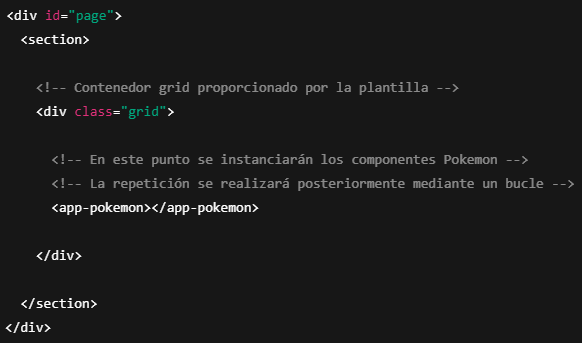 <div id="page">
<section>
<!-- Contenedor grid proporcionado por la plantilla -->
<div class="grid">
<!-- En este punto se instanciarán los componentes Pokemon -->
<!-- La repetición se realizará posteriormente mediante un bucle -->
<app-pokemon></app-pokemon>
</div>
</section>
</div>